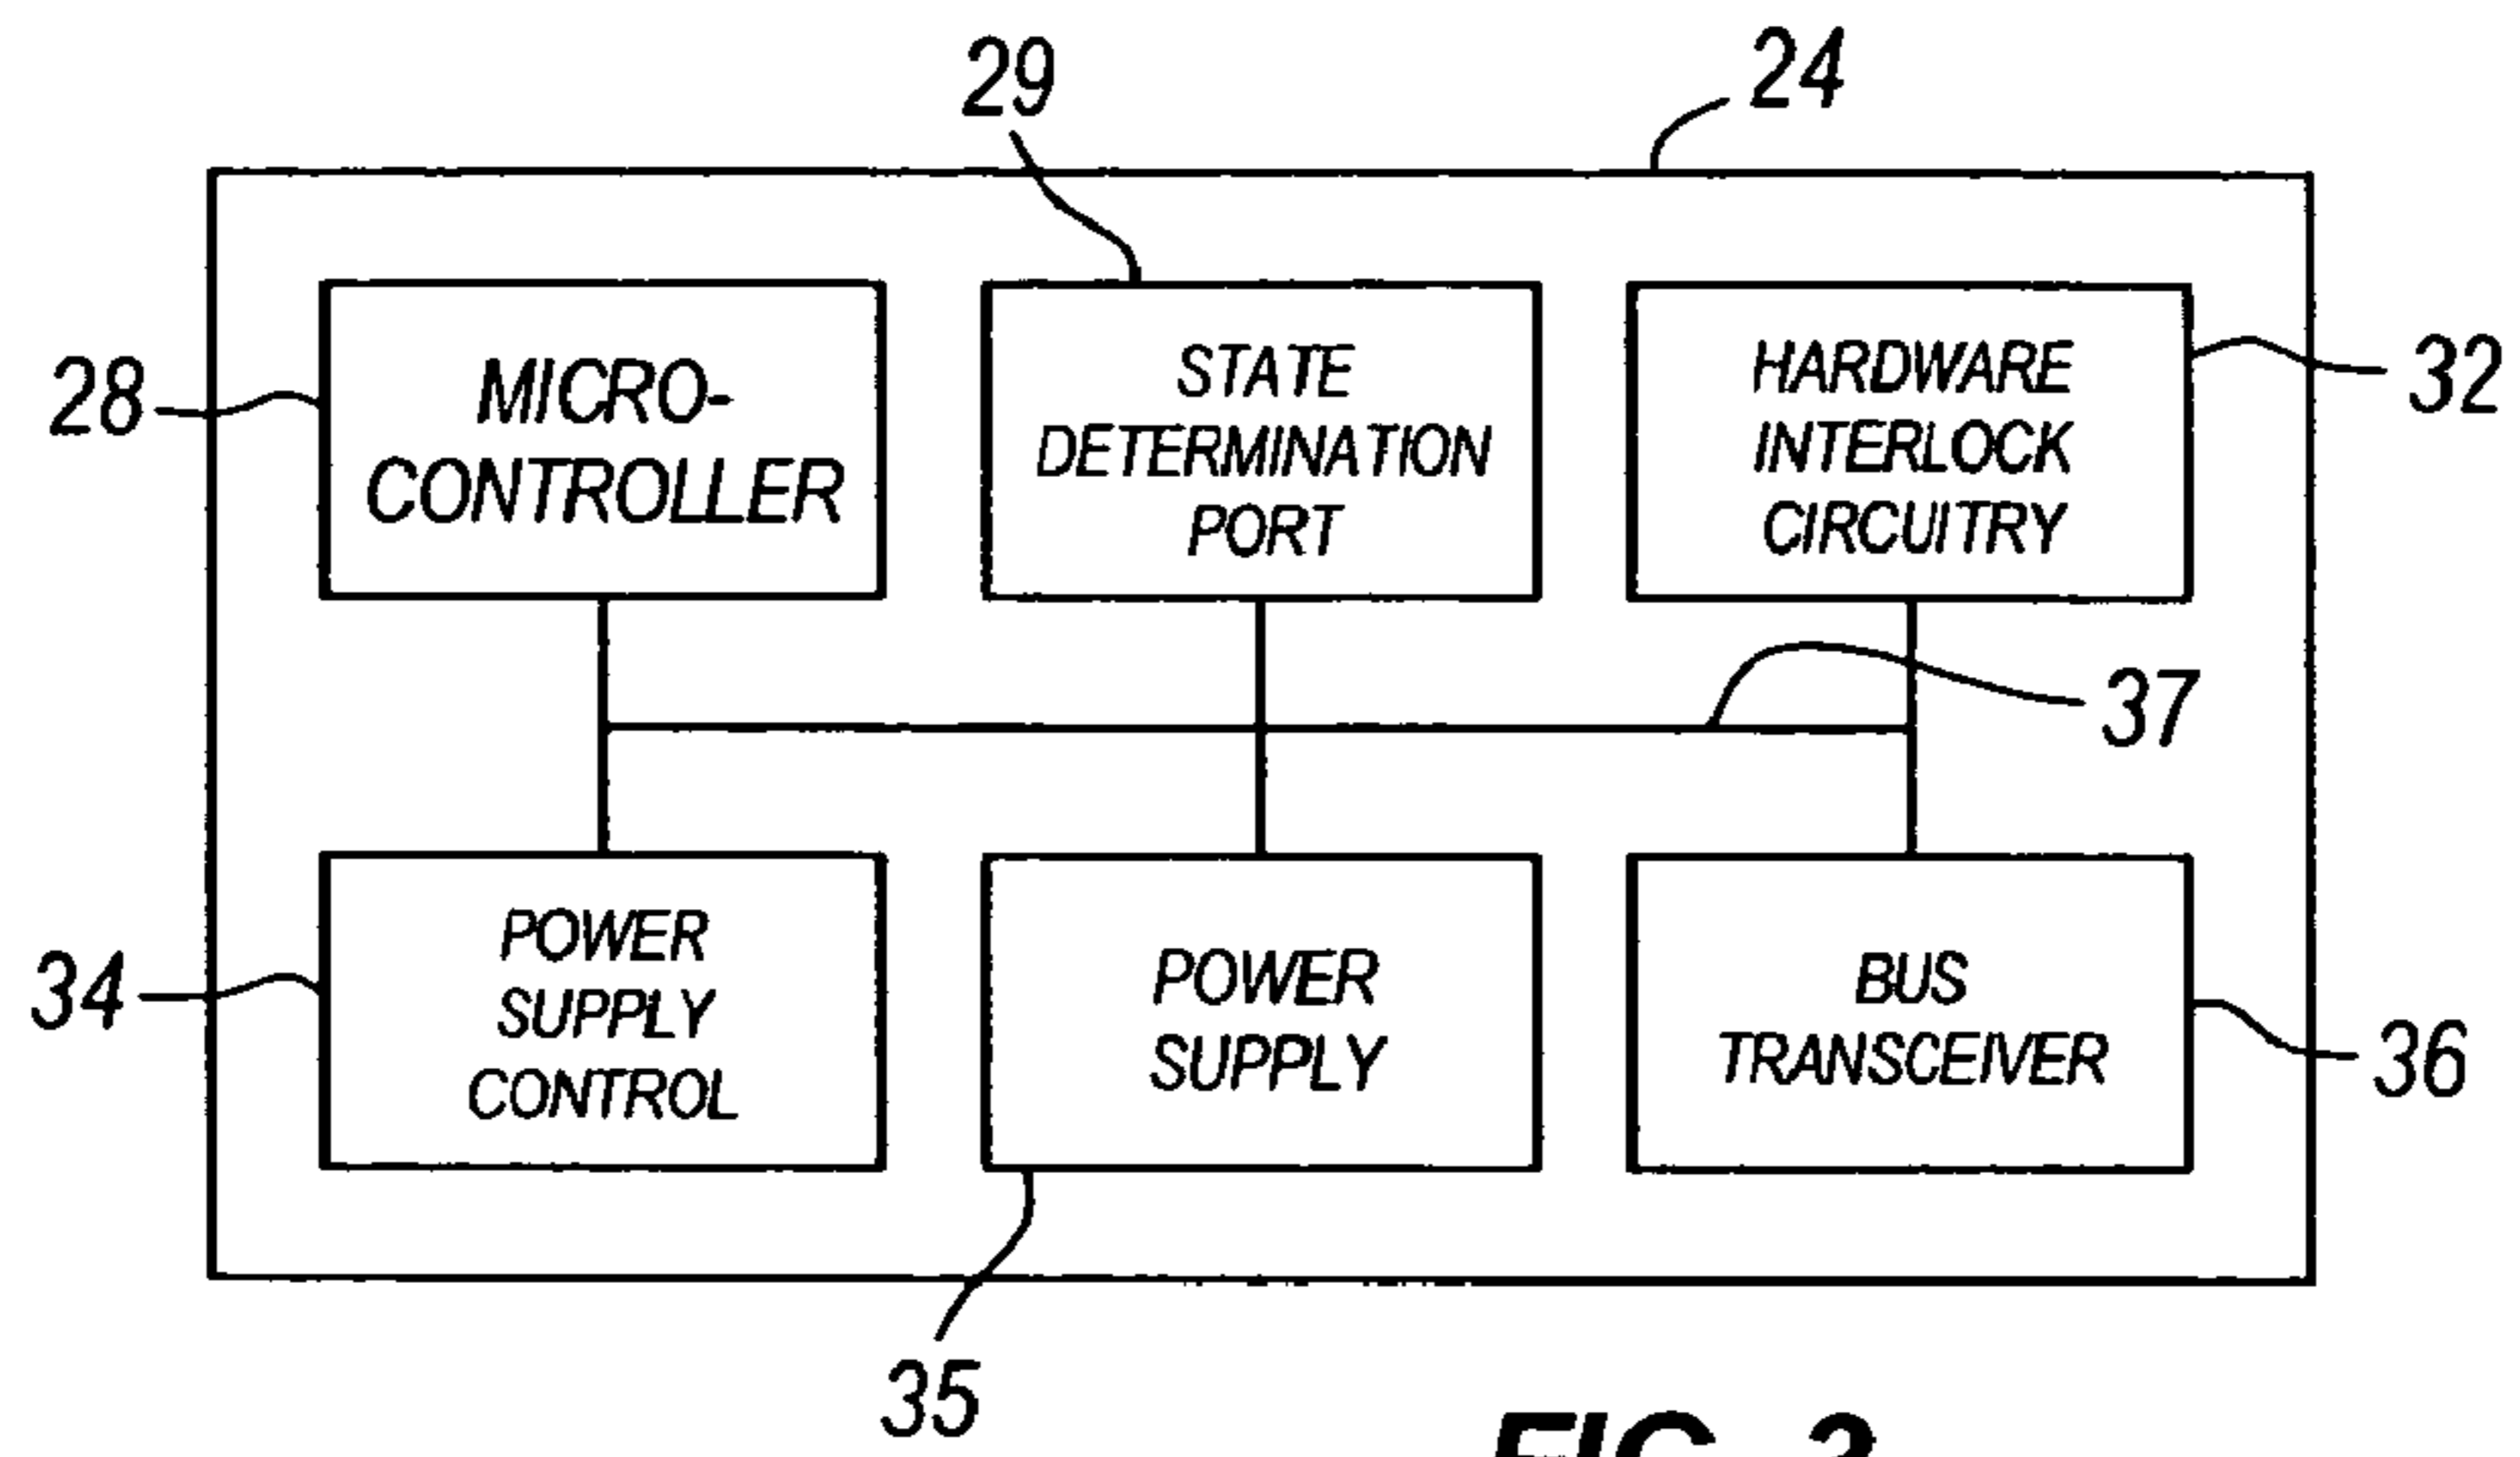 29
24
MICRO-
CONTROLLER
STATE
DETERMINATION
PORT
HARDWARE
INTERLOCK
CIRCUITRY
28
32
37
POWER
SUPPLY
CONTROL
POWER
SUPPLY
BUS
TRANSCEIVER
34
36
35
FIG.